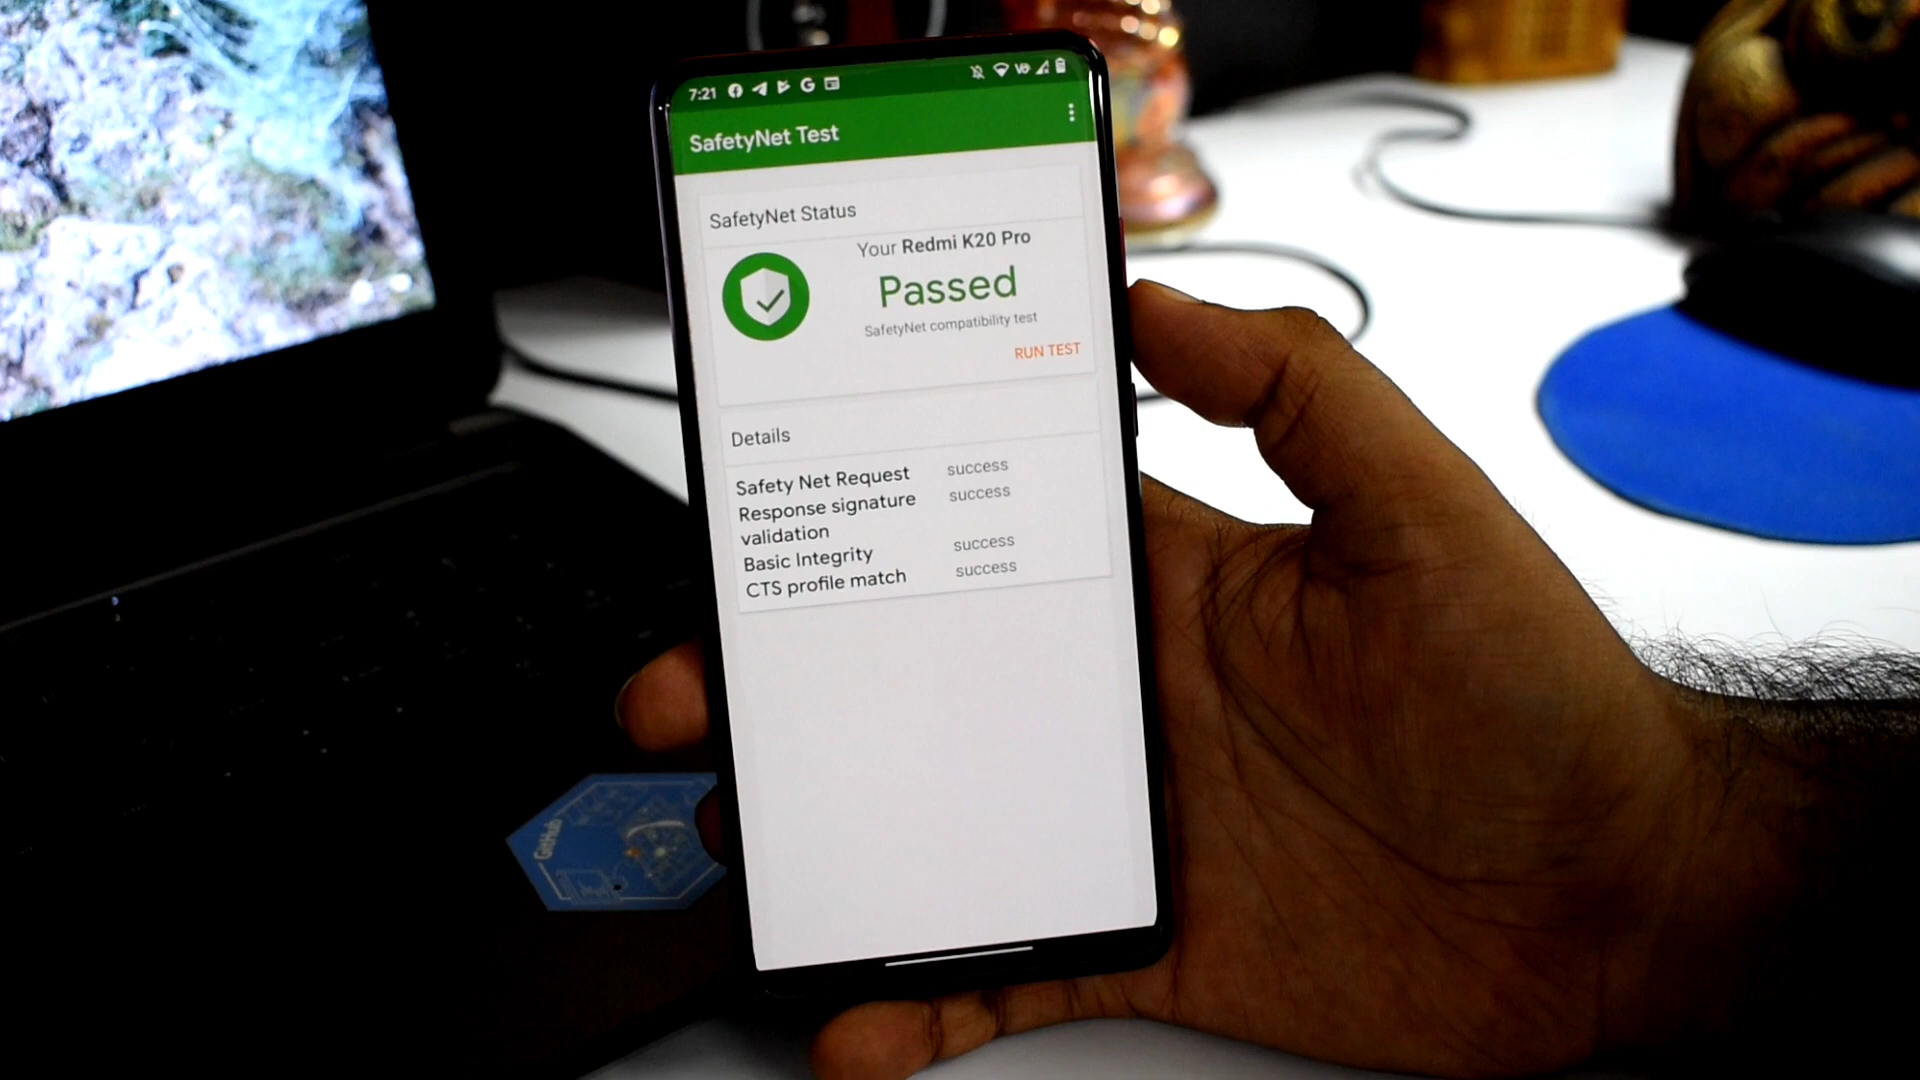 7:21
SafetyNet Test
SafetyNet Status
Your Redmi K20 Pro
Passed
SafetyNet compatibility test
RUN TEST
Details
Safety Net Request success
Response signature validation success
Basic Integrity success
CTS profile match success
GitHub